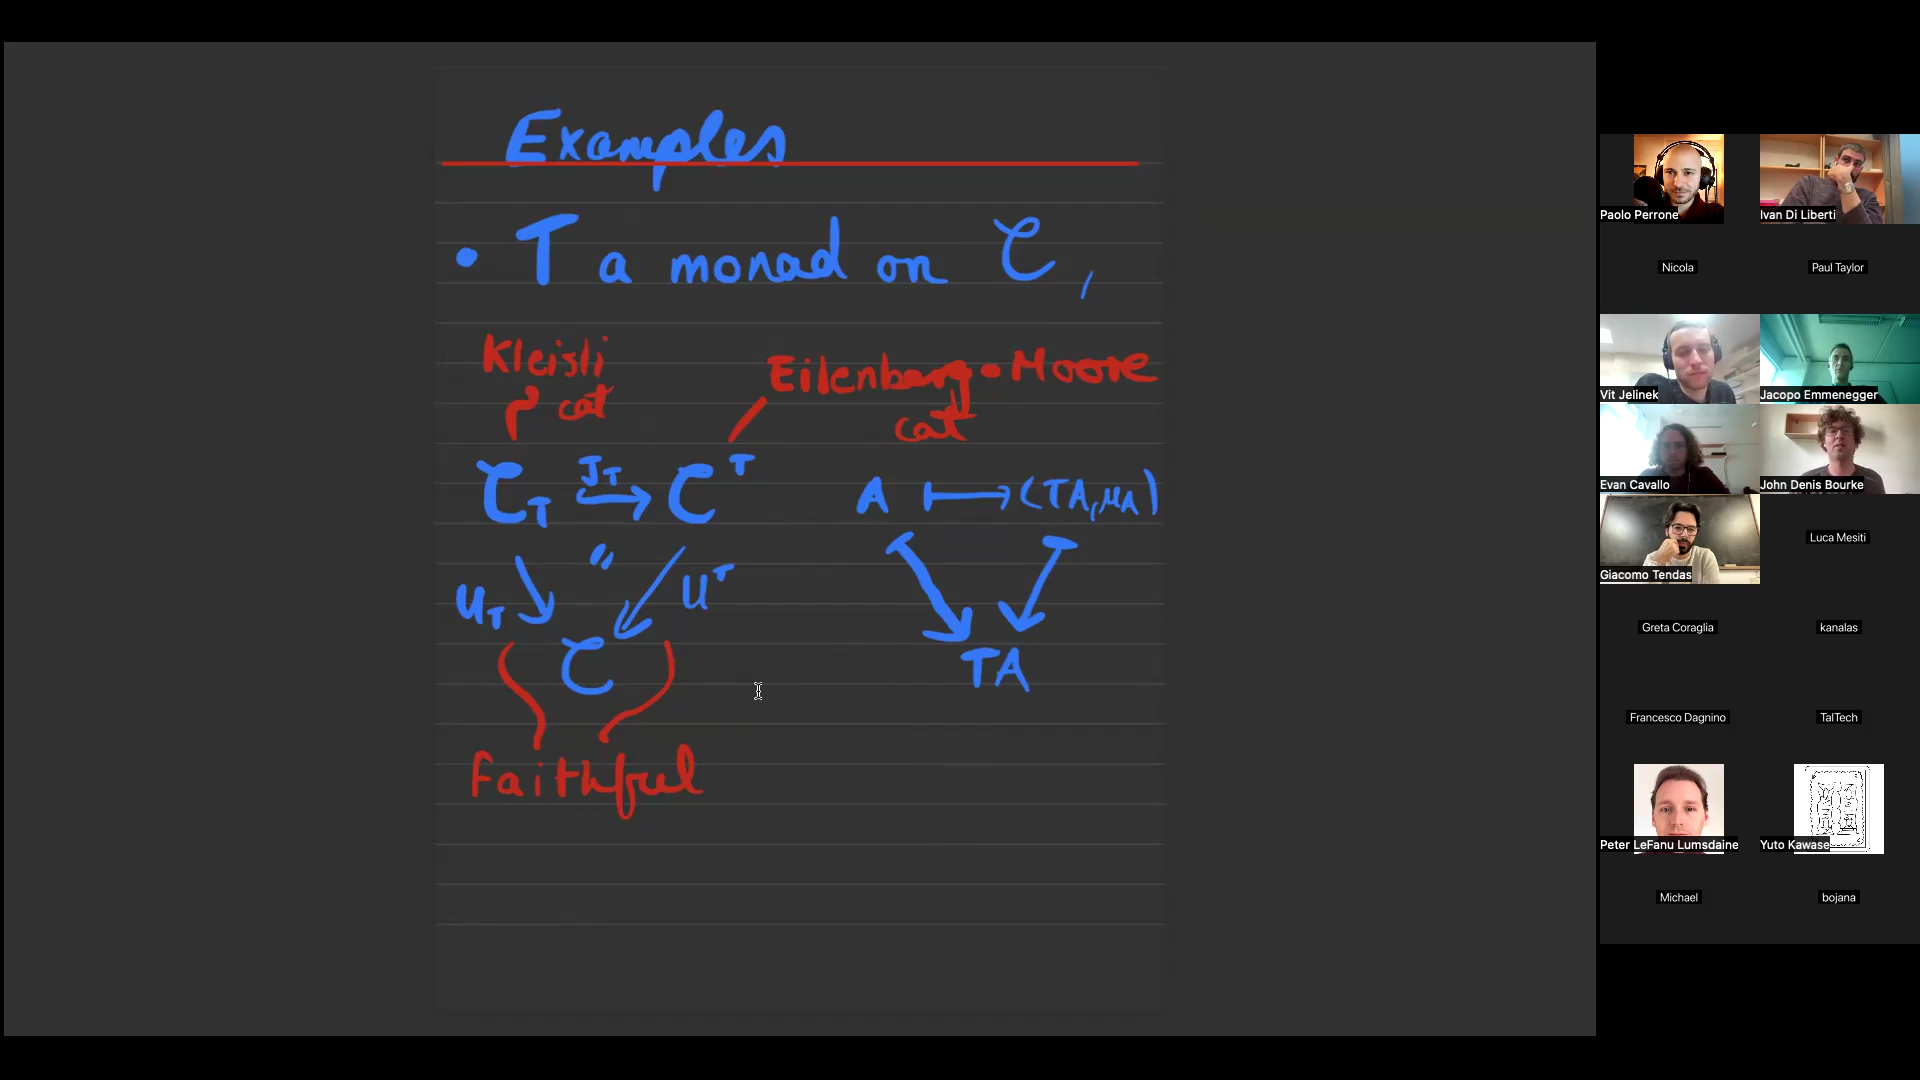 Examples
• T a monad on C,
Kleisli
cat
Eilenberg-Moore
cat
C_T J_T → C^T
A ↦ (TA, μ_A)
U_T " U^T
C
TA
Faithful
Paolo Perrone
Ivan Di Liberti
Nicola
Paul Taylor
Vit Jelinek
Jacopo Emmenegger
Evan Cavallo
John Denis Bourke
Giacomo Tendas
Luca Mesiti
Greta Coraglia
kanalas
Francesco Dagnino
TalTech
Peter LeFanu Lumsdaine
Yuto Kawase
Michael
bojana